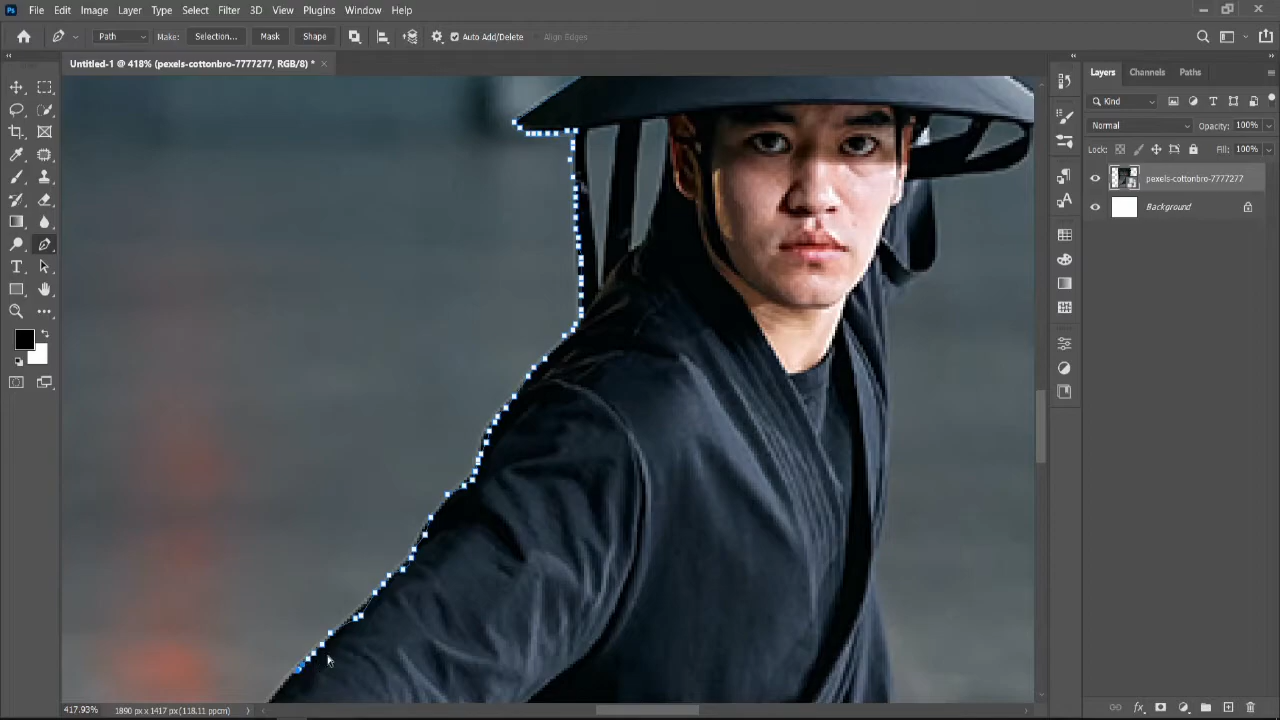 Ps File Edit Image Layer Type Select Filter 3D View Plugins Window Help
Path Make: Selection... Mask Shape Auto Add/Delete Align Edges
Untitled-1 @ 418% (pexels-cottonbro-7777277, RGB/8) *
Layers Channels Paths
Kind
Normal Opacity: 100%
Lock: Fill: 100%
pexels-cottonbro-7777277
Background
417.93% 1890 px x 1417 px (118.11 ppcm)